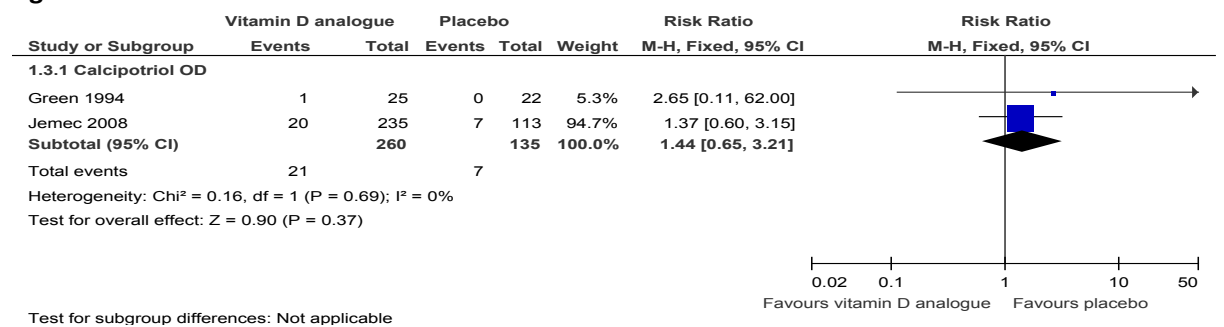 Vitamin D analogue Placebo Risk Ratio Risk Ratio
Study or Subgroup Events Total Events Total Weight M-H, Fixed, 95% CI M-H, Fixed, 95% CI
1.3.1 Calcipotriol OD
Green 1994 1 25 0 22 5.3% 2.65 [0.11, 62.00]
Jemec 2008 20 235 7 113 94.7% 1.37 [0.60, 3.15]
Subtotal (95% CI) 260 135 100.0% 1.44 [0.65, 3.21]
Total events 21 7
Heterogeneity: Chi² = 0.16, df = 1 (P = 0.69); I² = 0%
Test for overall effect: Z = 0.90 (P = 0.37)
0.02 0.1 1 10 50
Favours vitamin D analogue Favours placebo
Test for subgroup differences: Not applicable